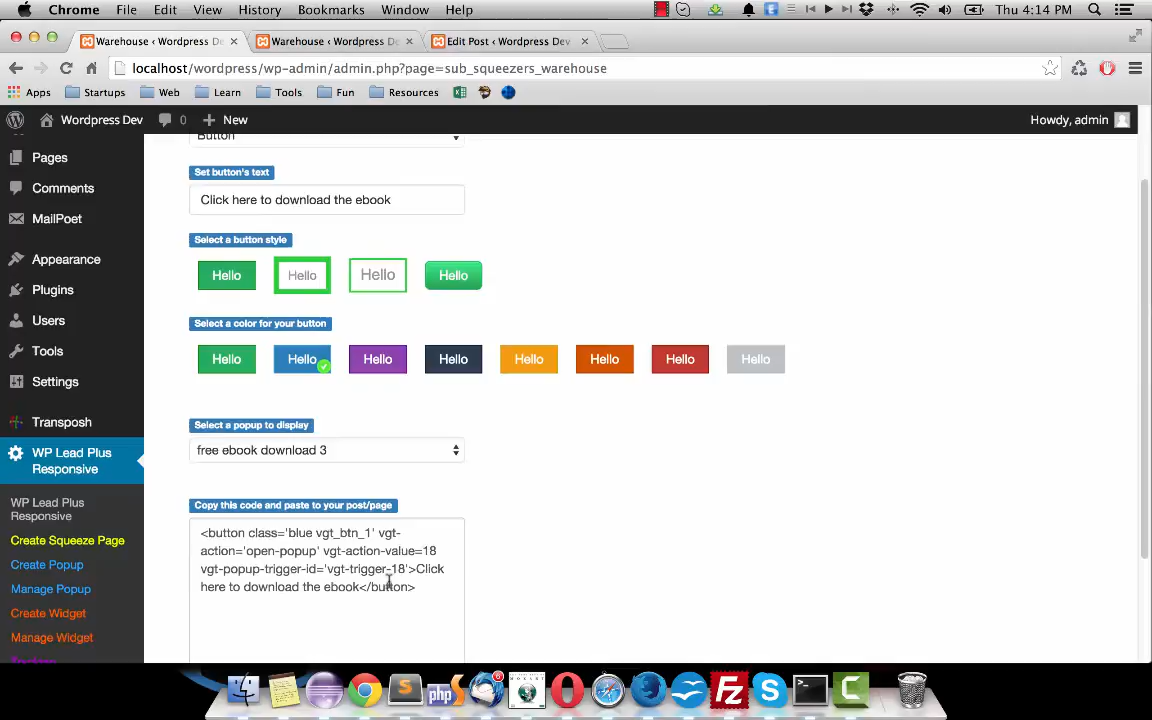 Chrome File Edit View History Bookmarks Window Help Thu 4:14 PM
Warehouse ‹ Wordpress De × Warehouse ‹ Wordpress De × Edit Post ‹ Wordpress Dev ×
localhost/wordpress/wp-admin/admin.php?page=sub_squeezers_warehouse
Apps Startups Web Learn Tools Fun Resources
Wordpress Dev 0 + New Howdy, admin
Button
Pages
Set button's text
Comments
Click here to download the ebook
MailPoet
Select a button style
Appearance
Hello Hello Hello Hello
Plugins
Users
Select a color for your button
Tools
Hello Hello Hello Hello Hello Hello Hello Hello
Settings
Transposh
Select a popup to display
free ebook download 3
WP Lead Plus
Responsive
WP Lead Plus
Responsive
Copy this code and paste to your post/page
Create Squeeze Page
Create Popup
Manage Popup
Create Widget
Manage Widget
<button class='blue vgt_btn_1' vgt-
action='open-popup' vgt-action-value=18
vgt-popup-trigger-id='vgt-trigger-18'>Click
here to download the ebook</button>